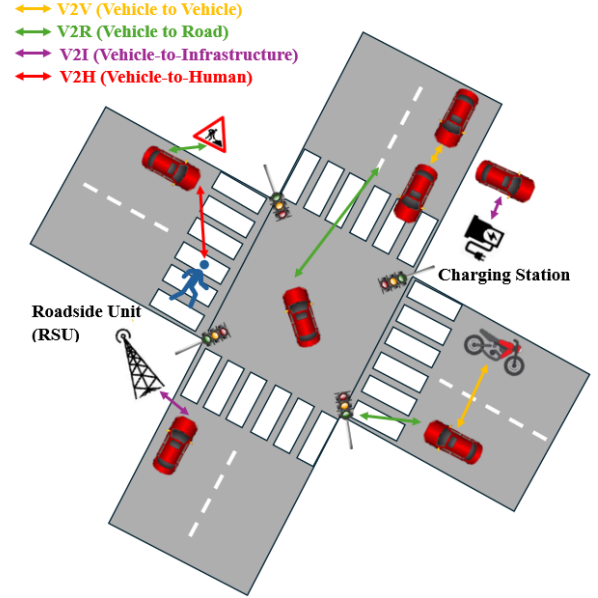 V2V (Vehicle to Vehicle)
V2R (Vehicle to Road)
V2I (Vehicle-to-Infrastructure)
V2H (Vehicle-to-Human)
Charging Station
Roadside Unit
(RSU)